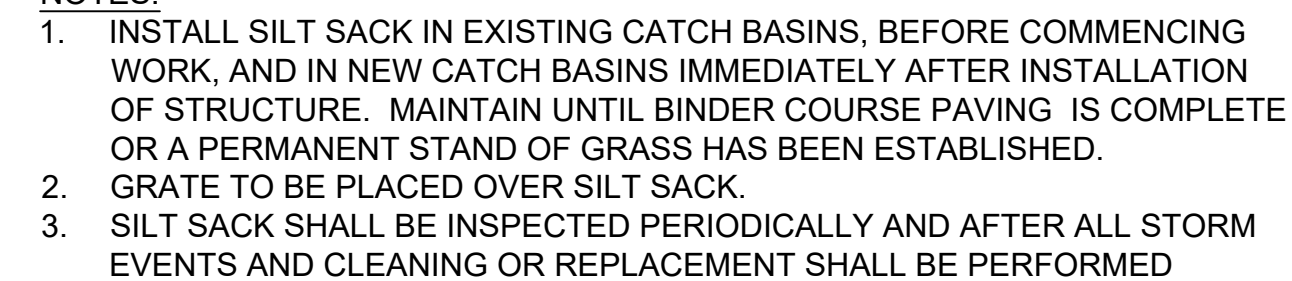 NOTES:
1. INSTALL SILT SACK IN EXISTING CATCH BASINS, BEFORE COMMENCING
WORK, AND IN NEW CATCH BASINS IMMEDIATELY AFTER INSTALLATION
OF STRUCTURE. MAINTAIN UNTIL BINDER COURSE PAVING IS COMPLETE
OR A PERMANENT STAND OF GRASS HAS BEEN ESTABLISHED.
2. GRATE TO BE PLACED OVER SILT SACK.
3. SILT SACK SHALL BE INSPECTED PERIODICALLY AND AFTER ALL STORM
EVENTS AND CLEANING OR REPLACEMENT SHALL BE PERFORMED